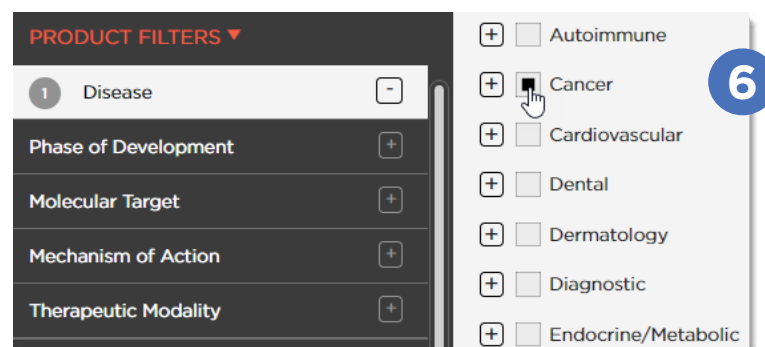 PRODUCT FILTERS ▼
1 Disease -
Phase of Development +
Molecular Target +
Mechanism of Action +
Therapeutic Modality +
+ Autoimmune
+ Cancer
6
+ Cardiovascular
+ Dental
+ Dermatology
+ Diagnostic
+ Endocrine/Metabolic